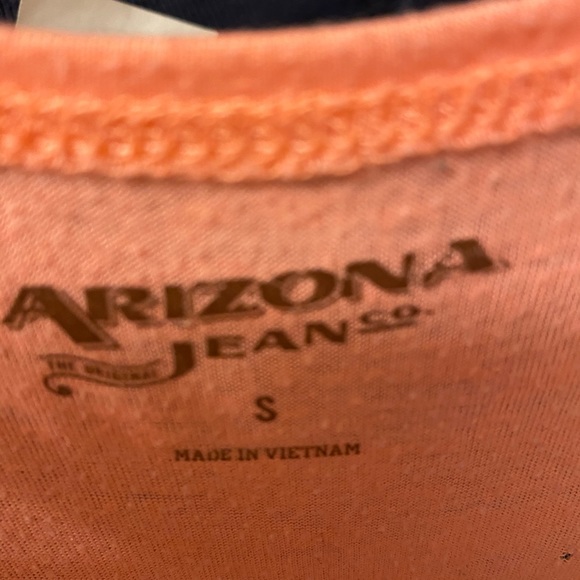 ARIZONA
JEAN CO.
THE ORIGINAL
S
MADE IN VIETNAM